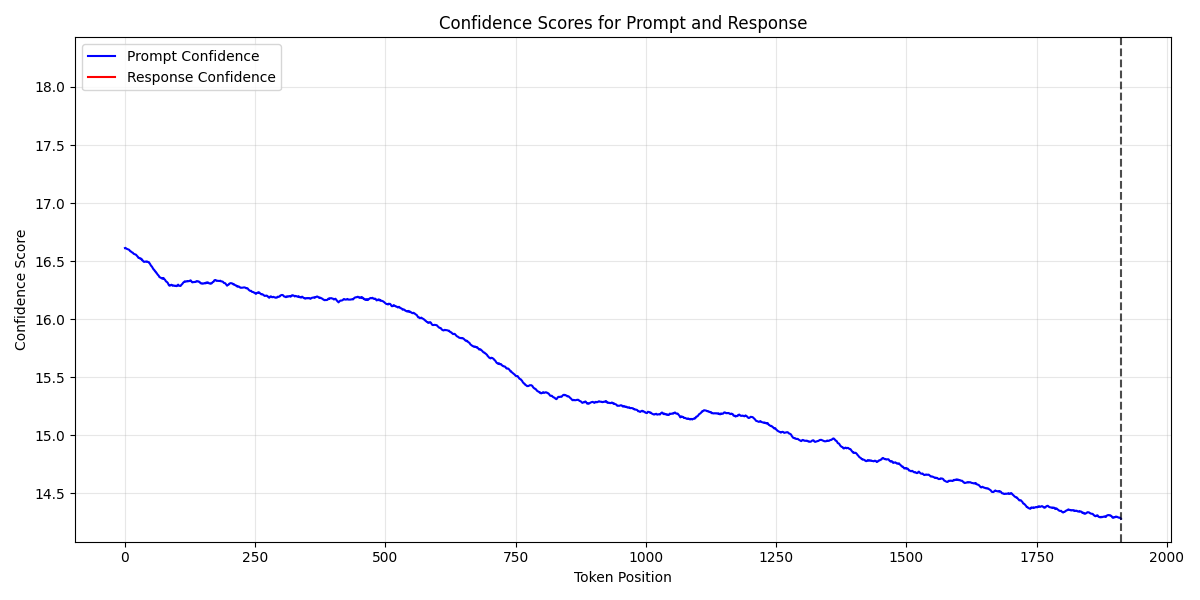 Confidence Scores for Prompt and Response
Prompt Confidence
Response Confidence
Confidence Score
18.0
17.5
17.0
16.5
16.0
15.5
15.0
14.5
0 250 500 750 1000 1250 1500 1750 2000
Token Position